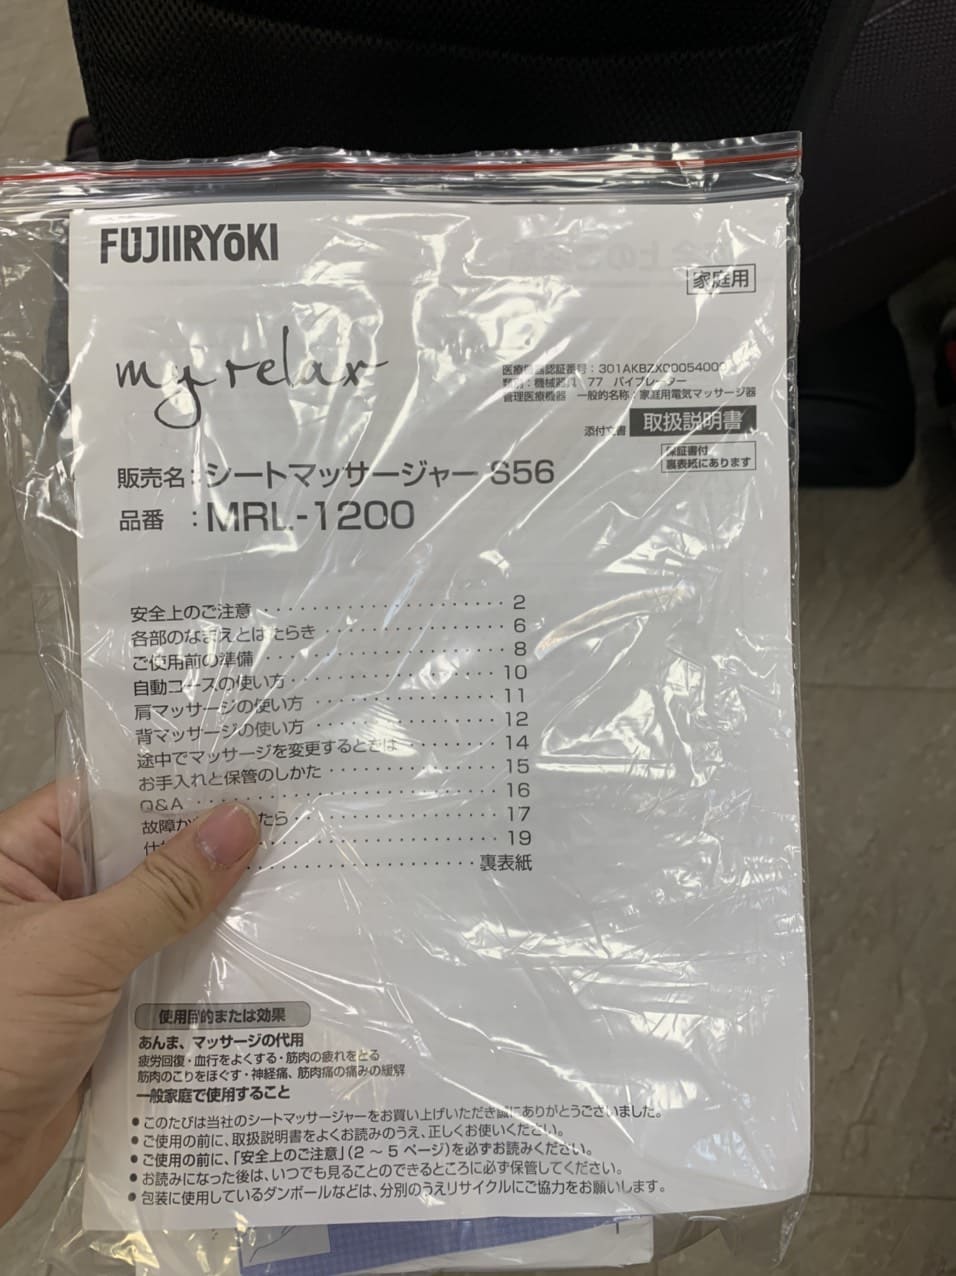 FUJIIRYōKI
家庭用
my relax
医療機器認証番号:301AKBZX00054000
類別:機械器具 77 バイブレーター
管理医療機器 一般的名称:家庭用電気マッサージ器
添付文書 取扱説明書
保証書付
裏表紙にあります
販売名:シートマッサージャー S56
品番 :MRL-1200
安全上のご注意 ・・・・・・・・・・・・・・・・・・・・ 2
各部のなまえとはたらき ・・・・・・・・・・・・・・ 6
ご使用前の準備 ・・・・・・・・・・・・・・・・・・・・ 8
自動コースの使い方 ・・・・・・・・・・・・・・・・・ 10
肩マッサージの使い方 ・・・・・・・・・・・・・・・ 11
背マッサージの使い方 ・・・・・・・・・・・・・・・ 12
途中でマッサージを変更するときは ・・・・・・・ 14
お手入れと保管のしかた ・・・・・・・・・・・・・ 15
Q&A ・・・・・・・・・・・・・・・・・・・・・・・・・・ 16
故障か たら ・・・・・・・・・・・・・・・・ 17
仕 ・・・・・・・・・・・・・・・・・・・・ 19
・・・・・・・・・・・・・・・・・・ 裏表紙
使用目的または効果
あんま、マッサージの代用
疲労回復・血行をよくする・筋肉の疲れをとる
筋肉のこりをほぐす・神経痛、筋肉痛の痛みの緩解
一般家庭で使用すること
●このたびは当社のシートマッサージャーをお買い上げいただき誠にありがとうございました。
●ご使用の前に、取扱説明書をよくお読みのうえ、正しくお使いください。
●ご使用の前に、「安全上のご注意」(2 ~ 5 ページ)を必ずお読みください。
●お読みになった後は、いつでも見ることのできるところに必ず保管してください。
●包装に使用しているダンボールなどは、分別のうえリサイクルにご協力をお願いします。